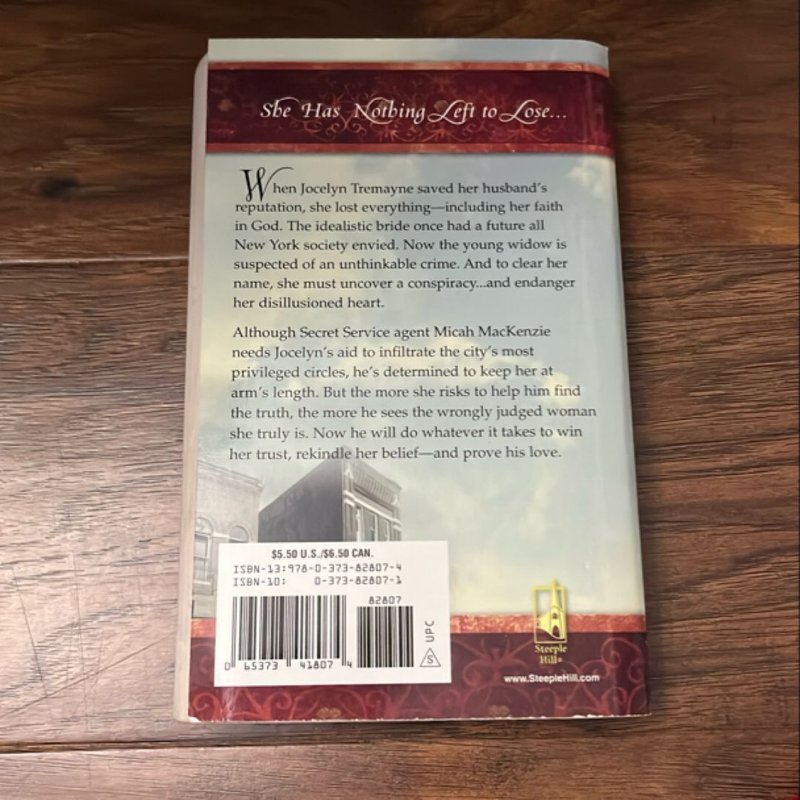 She Has Nothing Left to Lose...
When Jocelyn Tremayne saved her husband's
reputation, she lost everything—including her faith
in God. The idealistic bride once had a future all
New York society envied. Now the young widow is
suspected of an unthinkable crime. And to clear her
name, she must uncover a conspiracy...and endanger
her disillusioned heart.
Although Secret Service agent Micah MacKenzie
needs Jocelyn's aid to infiltrate the city's most
privileged circles, he's determined to keep her at
arm's length. But the more she risks to help him find
the truth, the more he sees the wrongly judged woman
she truly is. Now he will do whatever it takes to win
her trust, rekindle her belief—and prove his love.
$5.50 U.S./$6.50 CAN.
ISBN-13:978-0-373-82807-4
ISBN-10: 0-373-82807-1
82807
0 65373 41807 4
S UPC
Steeple
Hill®
www.SteepleHill.com